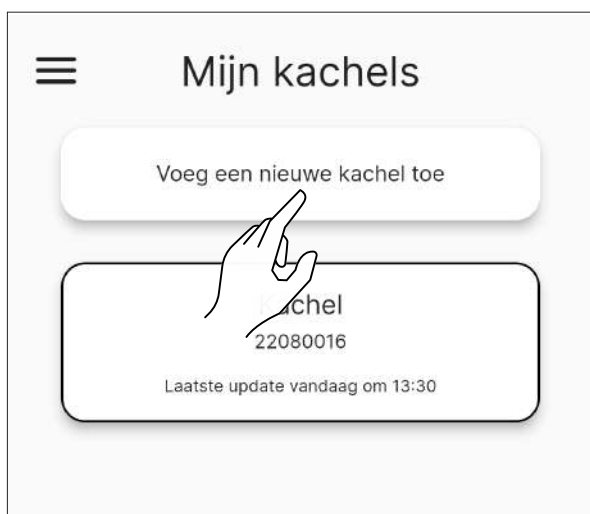 Mijn kachels
Voeg een nieuwe kachel toe
Kachel
22080016
Laatste update vandaag om 13:30